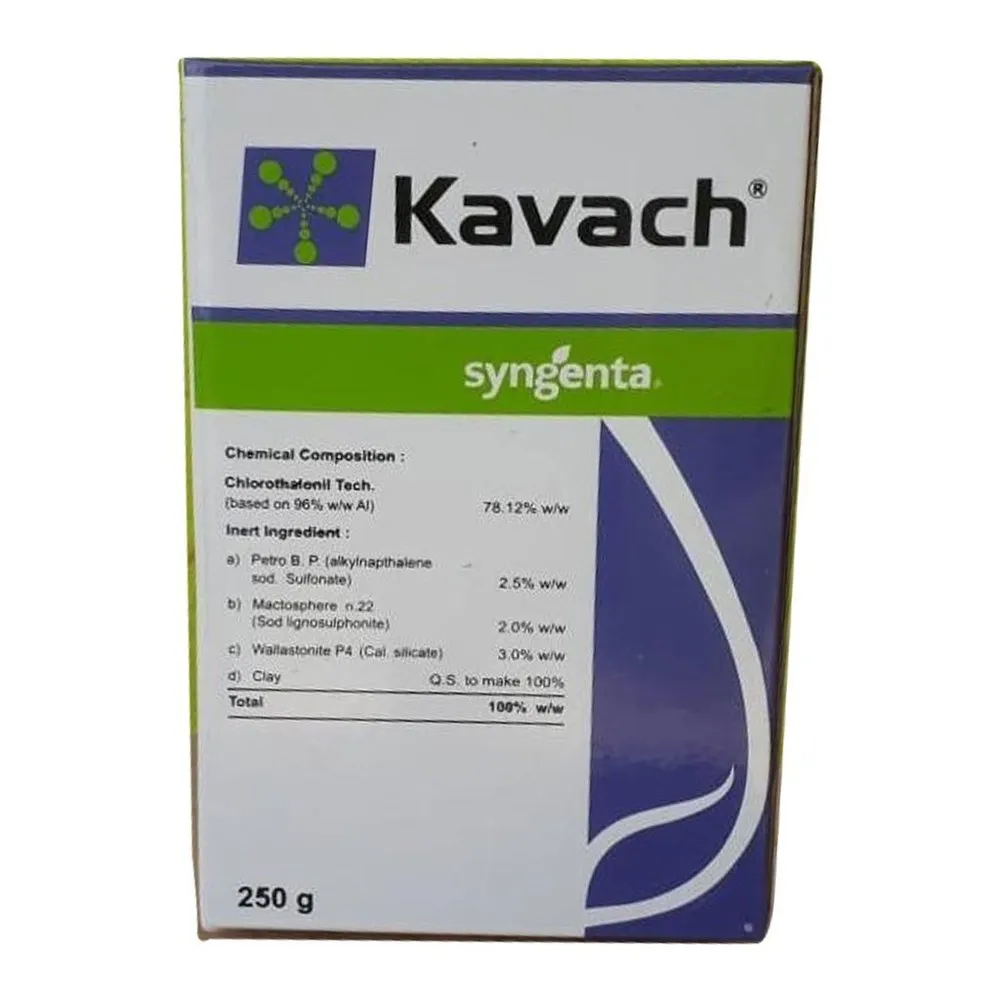 Kavach®
syngenta
Chemical Composition :
Chlorothalonil Tech.
(based on 96% w/w AI) 78.12% w/w
Inert Ingredient :
a) Petro B. P. (alkylnapthalene
sod. Sulfonate) 2.5% w/w
b) Mactosphere n.22
(Sod lignosulphonite) 2.0% w/w
c) Wallastonite P4 (Cal. silicate) 3.0% w/w
d) Clay Q.S. to make 100%
Total 100% w/w
250 g